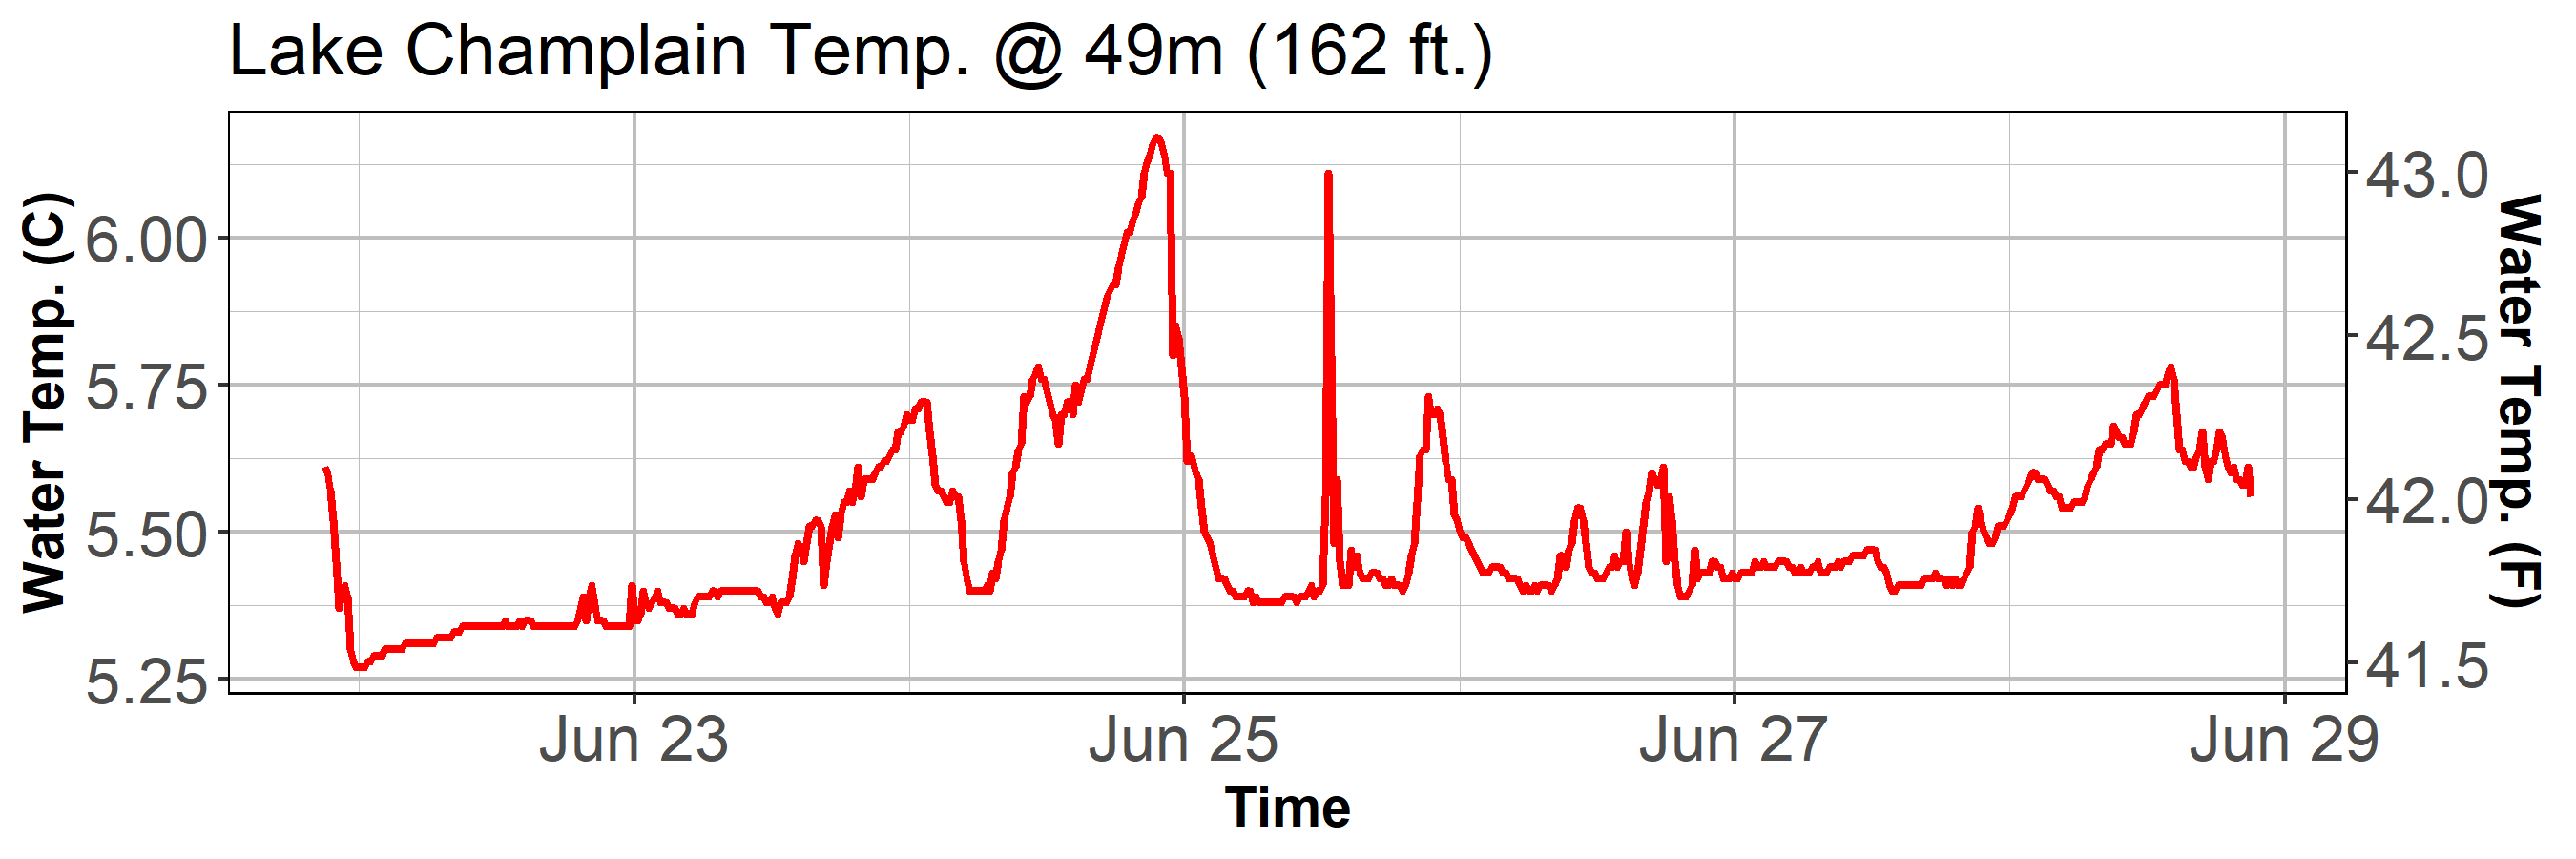 Lake Champlain Temp. @ 49m (162 ft.)
Water Temp. (C)
6.00
5.75
5.50
5.25
43.0
42.5
42.0
41.5
Water Temp. (F)
Jun 23 Jun 25 Jun 27 Jun 29
Time